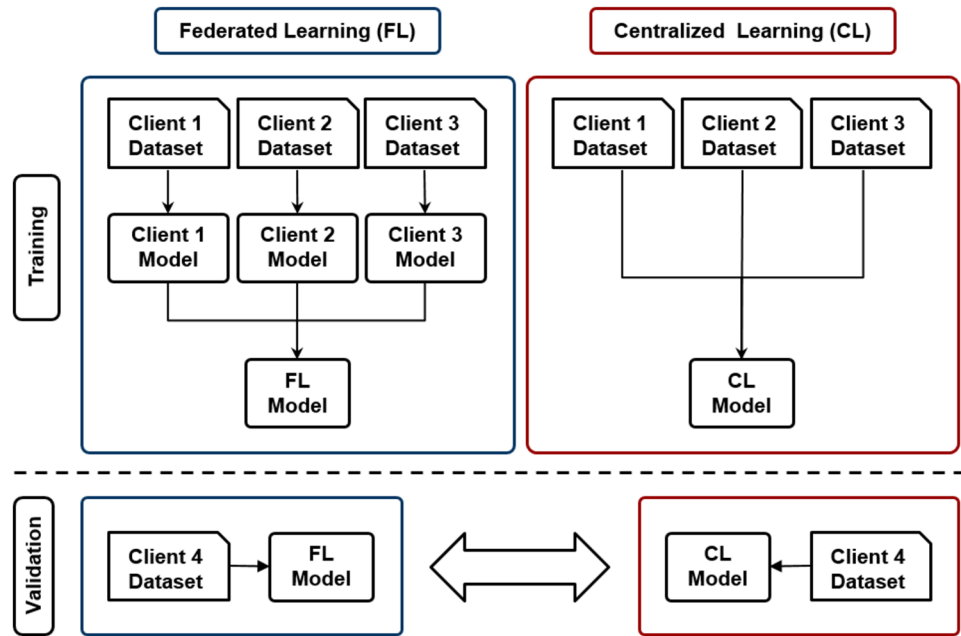 Federated Learning (FL)
Centralized Learning (CL)
Training
Client 1
Dataset
Client 2
Dataset
Client 3
Dataset
Client 1
Model
Client 2
Model
Client 3
Model
FL
Model
Client 1
Dataset
Client 2
Dataset
Client 3
Dataset
CL
Model
Validation
Client 4
Dataset
FL
Model
CL
Model
Client 4
Dataset